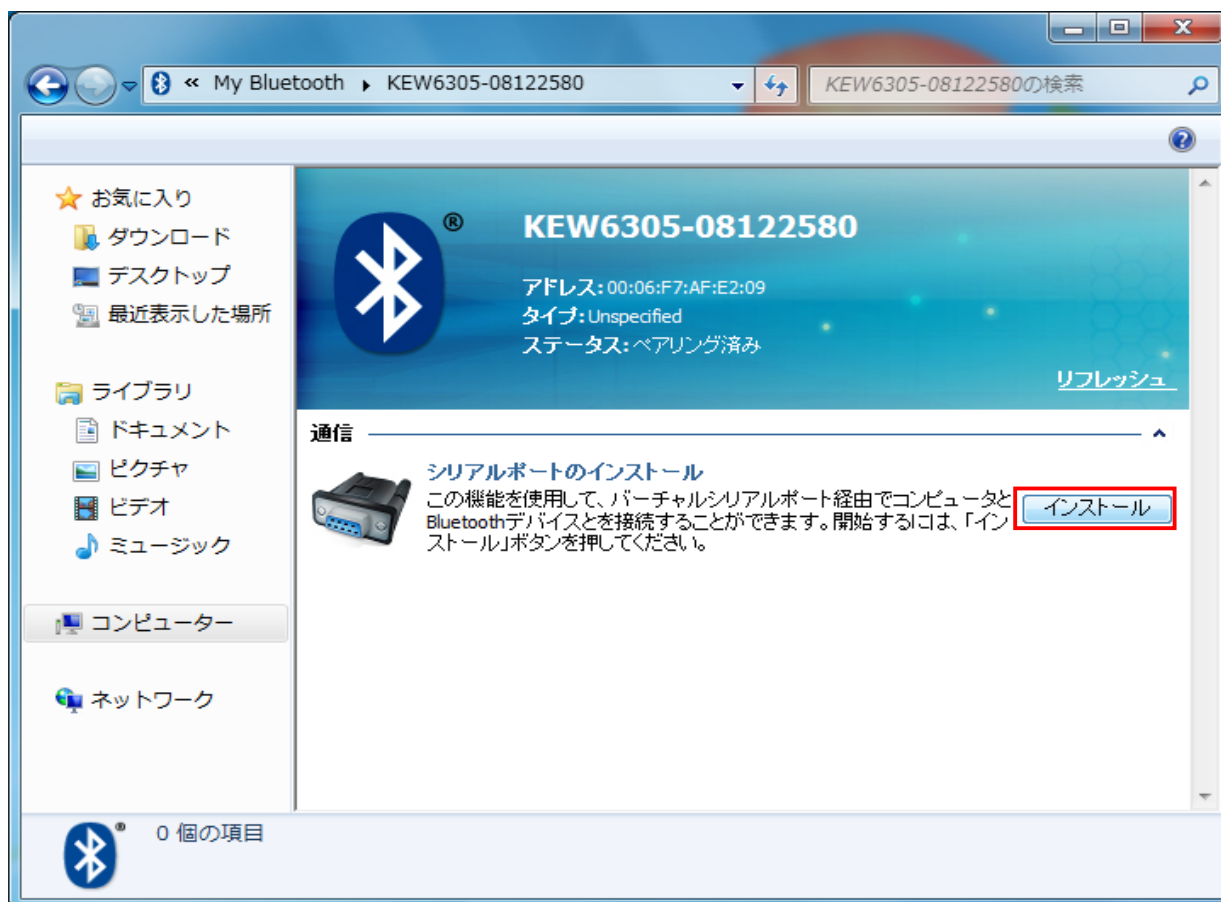 « My Bluetooth ▸ KEW6305-08122580
KEW6305-08122580の検索
お気に入り
ダウンロード
デスクトップ
最近表示した場所
ライブラリ
ドキュメント
ピクチャ
ビデオ
ミュージック
コンピューター
ネットワーク
®
KEW6305-08122580
アドレス: 00:06:F7:AF:E2:09
タイプ: Unspecified
ステータス: ペアリング済み
リフレッシュ
通信
シリアルポートのインストール
この機能を使用して、バーチャルシリアルポート経由でコンピュータと
Bluetoothデバイスとを接続することができます。開始するには、「イン
ストール」ボタンを押してください。
インストール
0 個の項目